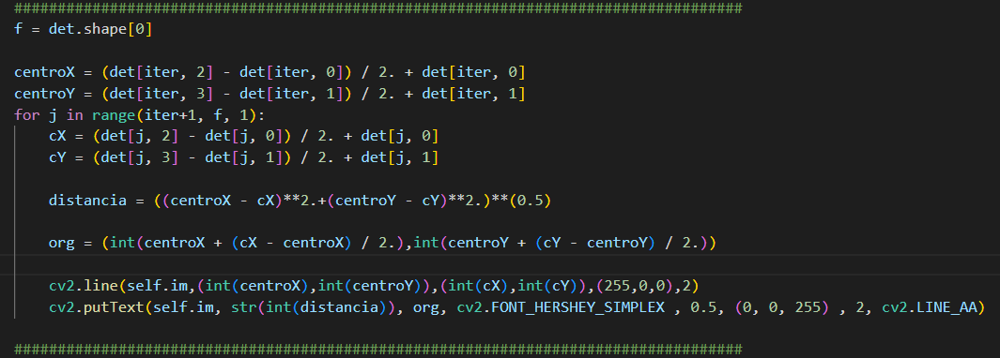 ####################################################################################
f = det.shape[0]
centroX = (det[iter, 2] - det[iter, 0]) / 2. + det[iter, 0]
centroY = (det[iter, 3] - det[iter, 1]) / 2. + det[iter, 1]
for j in range(iter+1, f, 1):
    cX = (det[j, 2] - det[j, 0]) / 2. + det[j, 0]
    cY = (det[j, 3] - det[j, 1]) / 2. + det[j, 1]
    distancia = ((centroX - cX)**2.+(centroY - cY)**2.)**(0.5)
    org = (int(centroX + (cX - centroX) / 2.),int(centroY + (cY - centroY) / 2.))
    cv2.line(self.im,(int(centroX),int(centroY)),(int(cX),int(cY)),(255,0,0),2)
    cv2.putText(self.im, str(int(distancia)), org, cv2.FONT_HERSHEY_SIMPLEX , 0.5, (0, 0, 255) , 2, cv2.LINE_AA)
####################################################################################